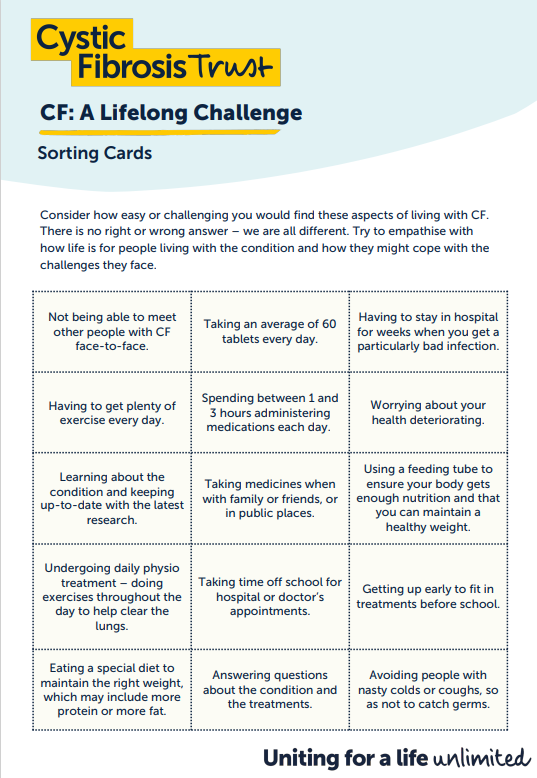 Cystic
Fibrosis Trust
CF: A Lifelong Challenge
Sorting Cards
Consider how easy or challenging you would find these aspects of living with CF.
There is no right or wrong answer – we are all different. Try to empathise with
how life is for people living with the condition and how they might cope with the
challenges they face.
Not being able to meet
other people with CF
face-to-face.
Taking an average of 60
tablets every day.
Having to stay in hospital
for weeks when you get a
particularly bad infection.
Having to get plenty of
exercise every day.
Spending between 1 and
3 hours administering
medications each day.
Worrying about your
health deteriorating.
Learning about the
condition and keeping
up-to-date with the latest
research.
Taking medicines when
with family or friends, or
in public places.
Using a feeding tube to
ensure your body gets
enough nutrition and that
you can maintain a
healthy weight.
Undergoing daily physio
treatment – doing
exercises throughout the
day to help clear the
lungs.
Taking time off school for
hospital or doctor's
appointments.
Getting up early to fit in
treatments before school.
Eating a special diet to
maintain the right weight,
which may include more
protein or more fat.
Answering questions
about the condition and
the treatments.
Avoiding people with
nasty colds or coughs, so
as not to catch germs.
Uniting for a life unlimited